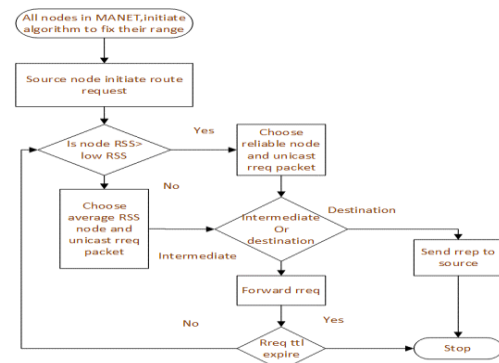 All nodes in MANET,initiate
algorithm to fix their range
Source node initiate route
request
Is node RSS>
low RSS
Yes
Choose
reliable node
and unicast
rreq packet
No
Choose
average RSS
node and
unicast rreq
packet
Intermediate
Or
destination
Destination
Intermediate
Send rrep to
source
Forward rreq
No
Yes
Rreq ttl
expire
Stop